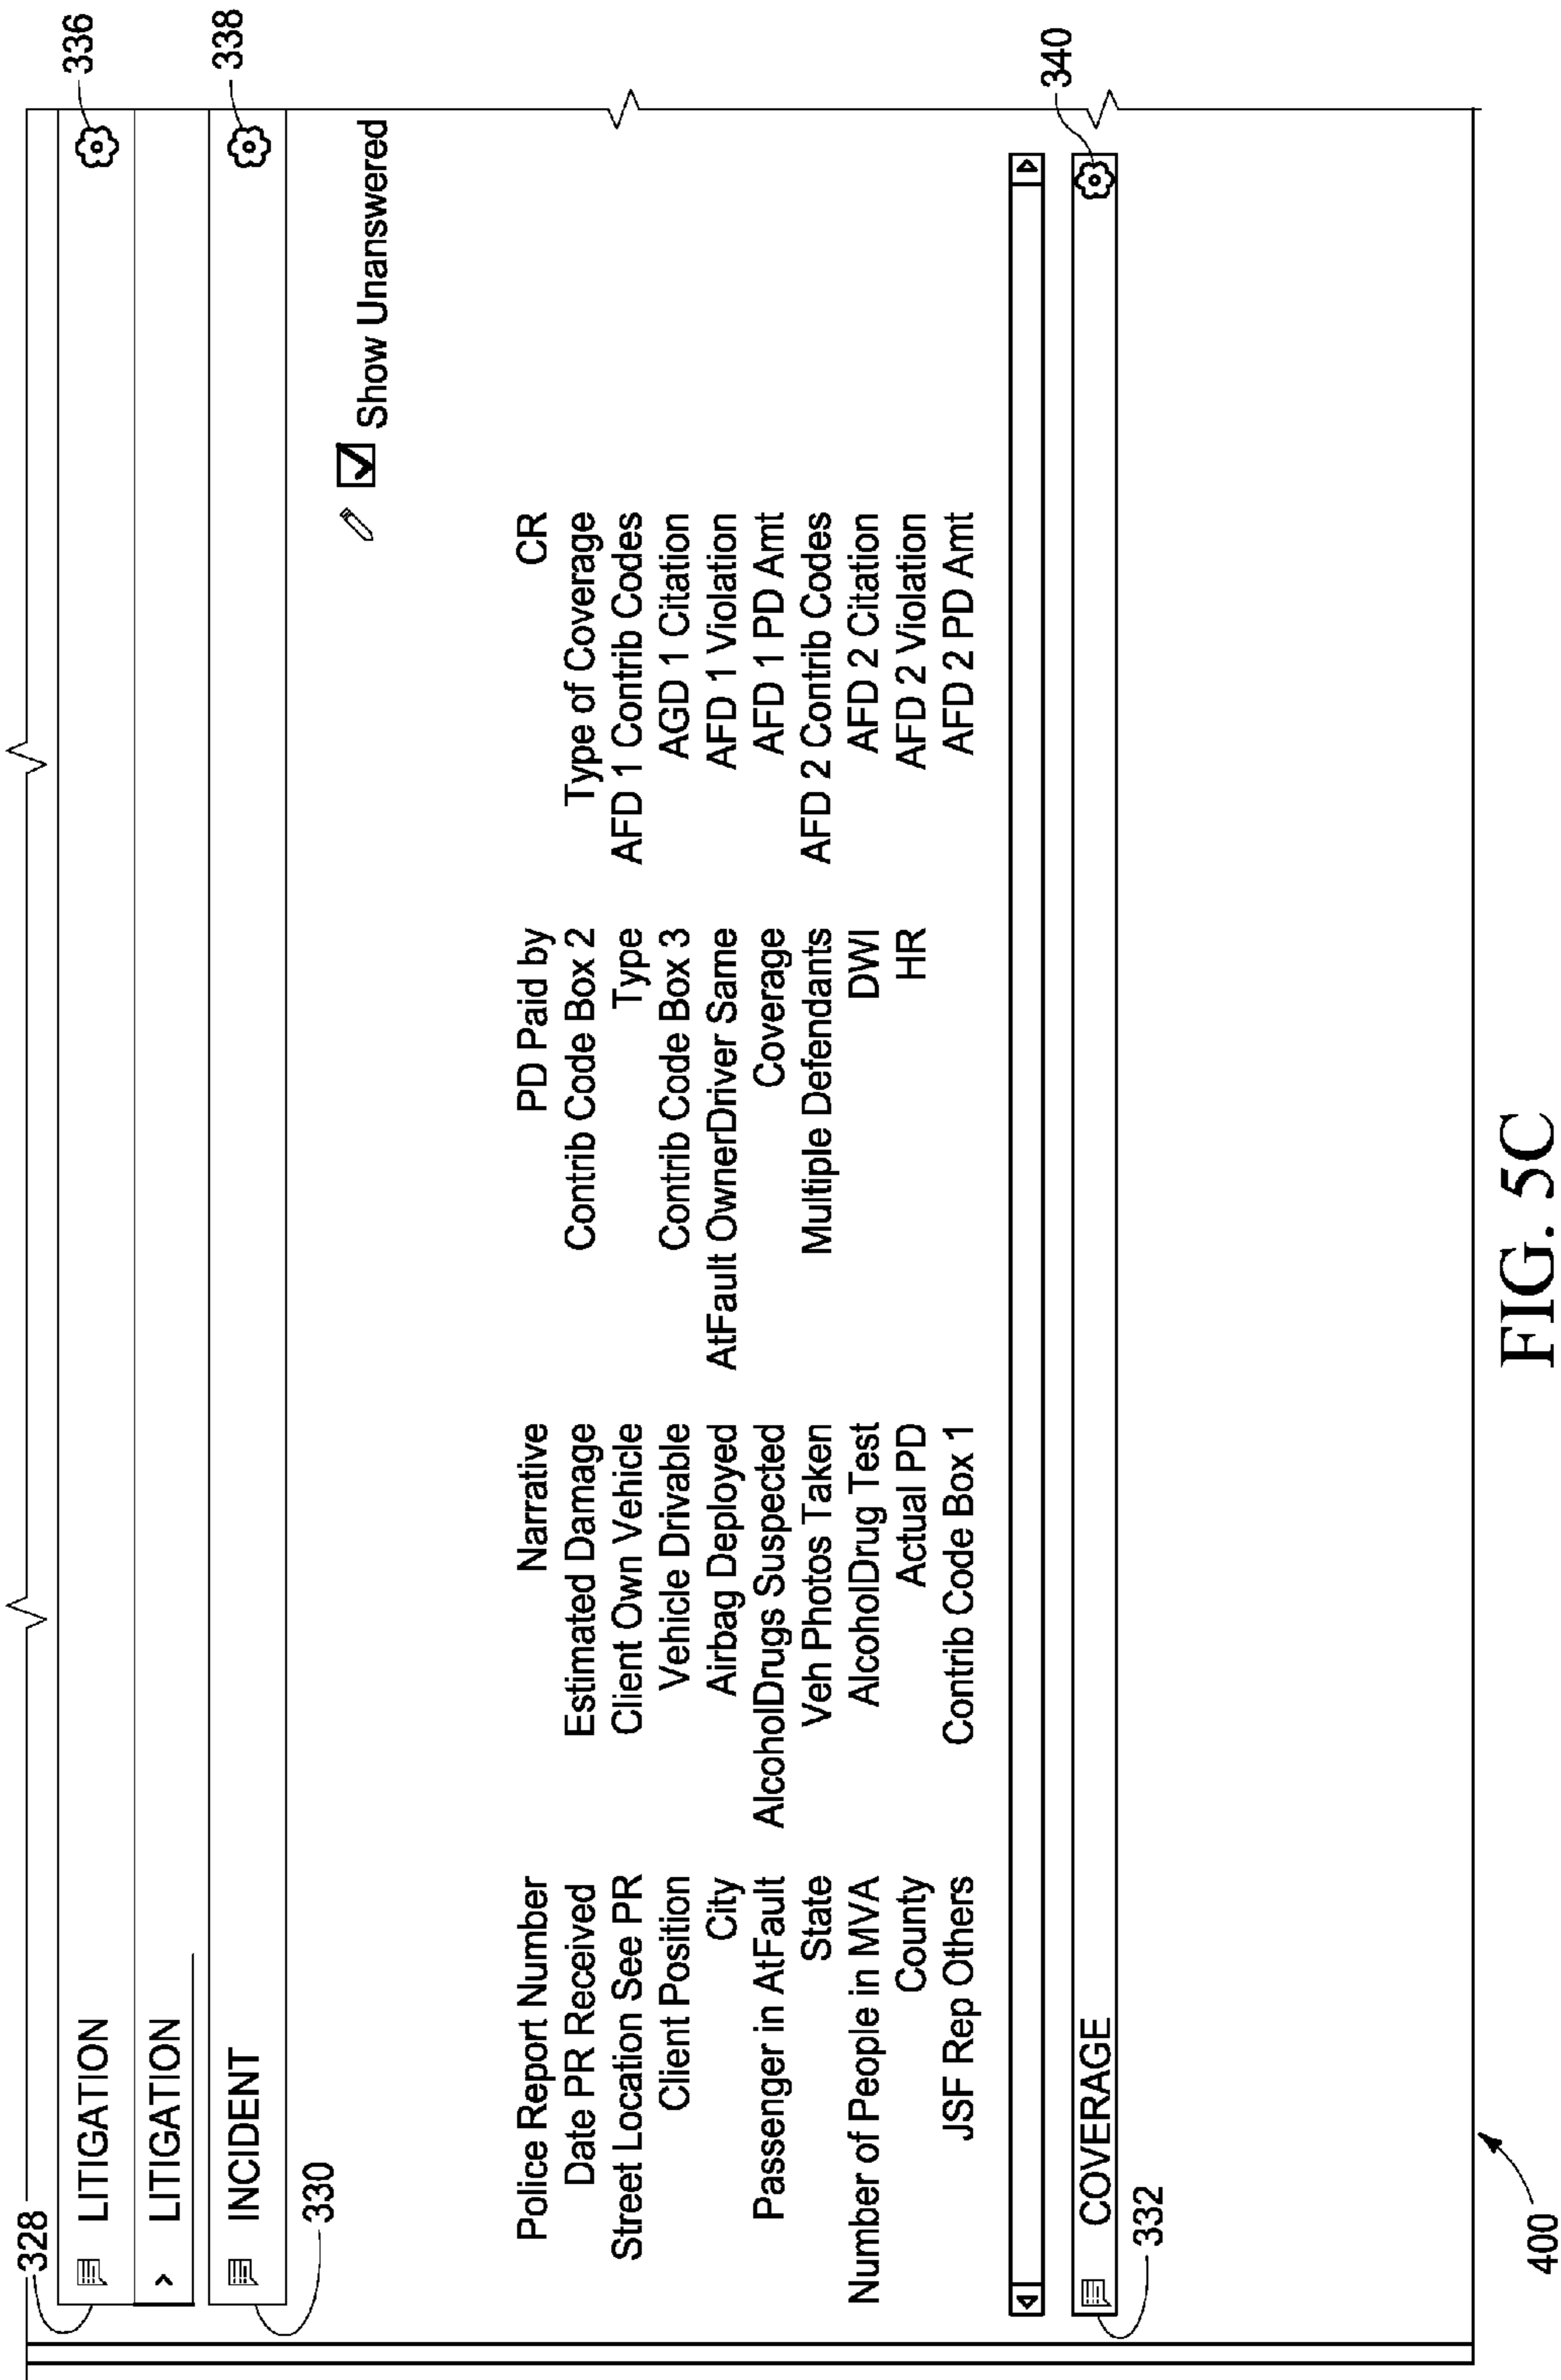 328
LITIGATION
336
> LITIGATION
INCIDENT
338
330
Show Unanswered
Police Report Number
Date PR Received
Street Location See PR
Client Position
City
Passenger in AtFault
State
Number of People in MVA
County
JSF Rep Others
Narrative
Estimated Damage
Client Own Vehicle
Vehicle Drivable
Airbag Deployed
AlcoholDrugs Suspected
Veh Photos Taken
AlcoholDrug Test
Actual PD
Contrib Code Box 1
PD Paid by
Contrib Code Box 2
Type
Contrib Code Box 3
AtFault OwnerDriver Same
Coverage
Multiple Defendants
DWI
HR
CR
Type of Coverage
AFD 1 Contrib Codes
AGD 1 Citation
AFD 1 Violation
AFD 1 PD Amt
AFD 2 Contrib Codes
AFD 2 Citation
AFD 2 Violation
AFD 2 PD Amt
340
COVERAGE
332
400
FIG. 5C